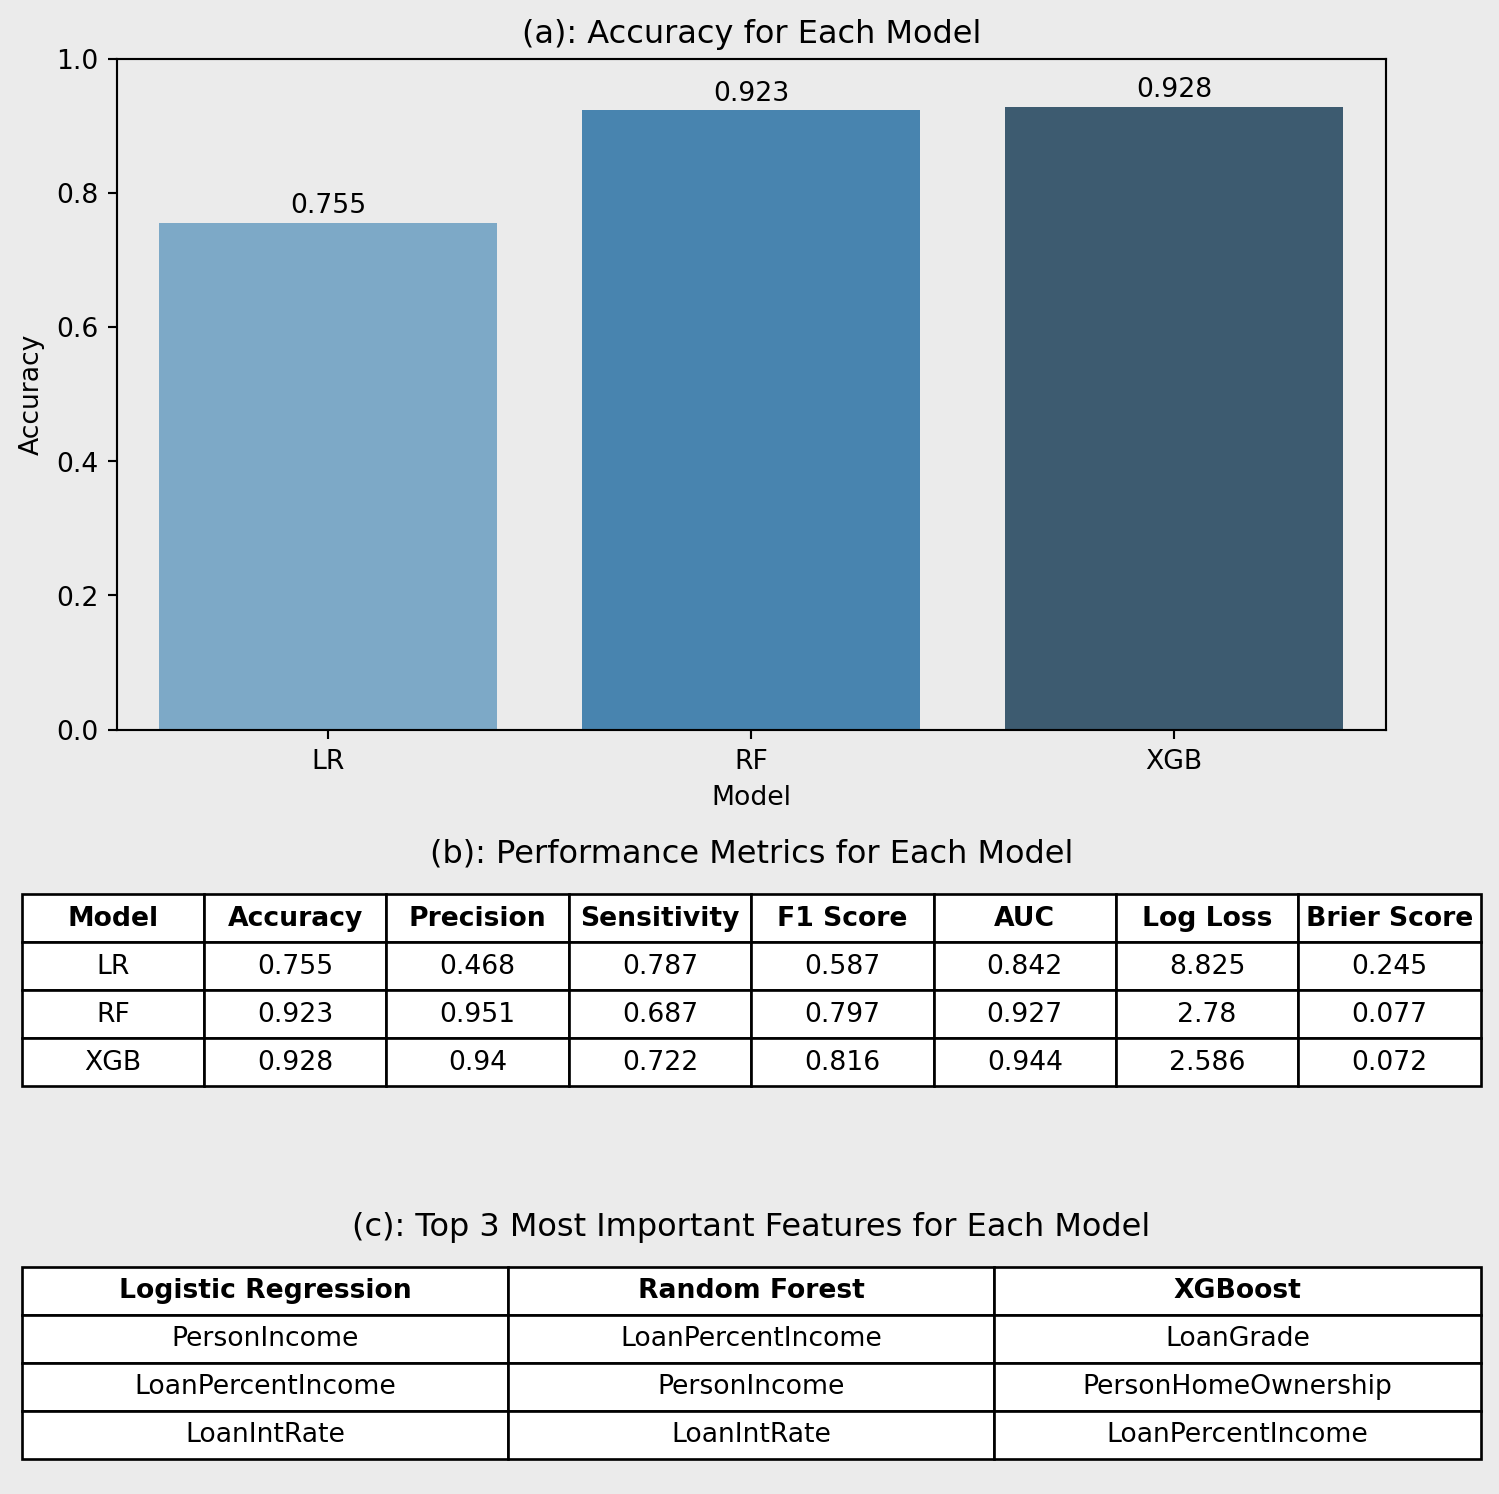 (a): Accuracy for Each Model
1.0
0.8
0.6
0.4
0.2
0.0
Accuracy
0.755
0.923
0.928
LR RF XGB
Model
(b): Performance Metrics for Each Model
Model Accuracy Precision Sensitivity F1 Score AUC Log Loss Brier Score
LR 0.755 0.468 0.787 0.587 0.842 8.825 0.245
RF 0.923 0.951 0.687 0.797 0.927 2.78 0.077
XGB 0.928 0.94 0.722 0.816 0.944 2.586 0.072
(c): Top 3 Most Important Features for Each Model
Logistic Regression Random Forest XGBoost
PersonIncome LoanPercentIncome LoanGrade
LoanPercentIncome PersonIncome PersonHomeOwnership
LoanIntRate LoanIntRate LoanPercentIncome